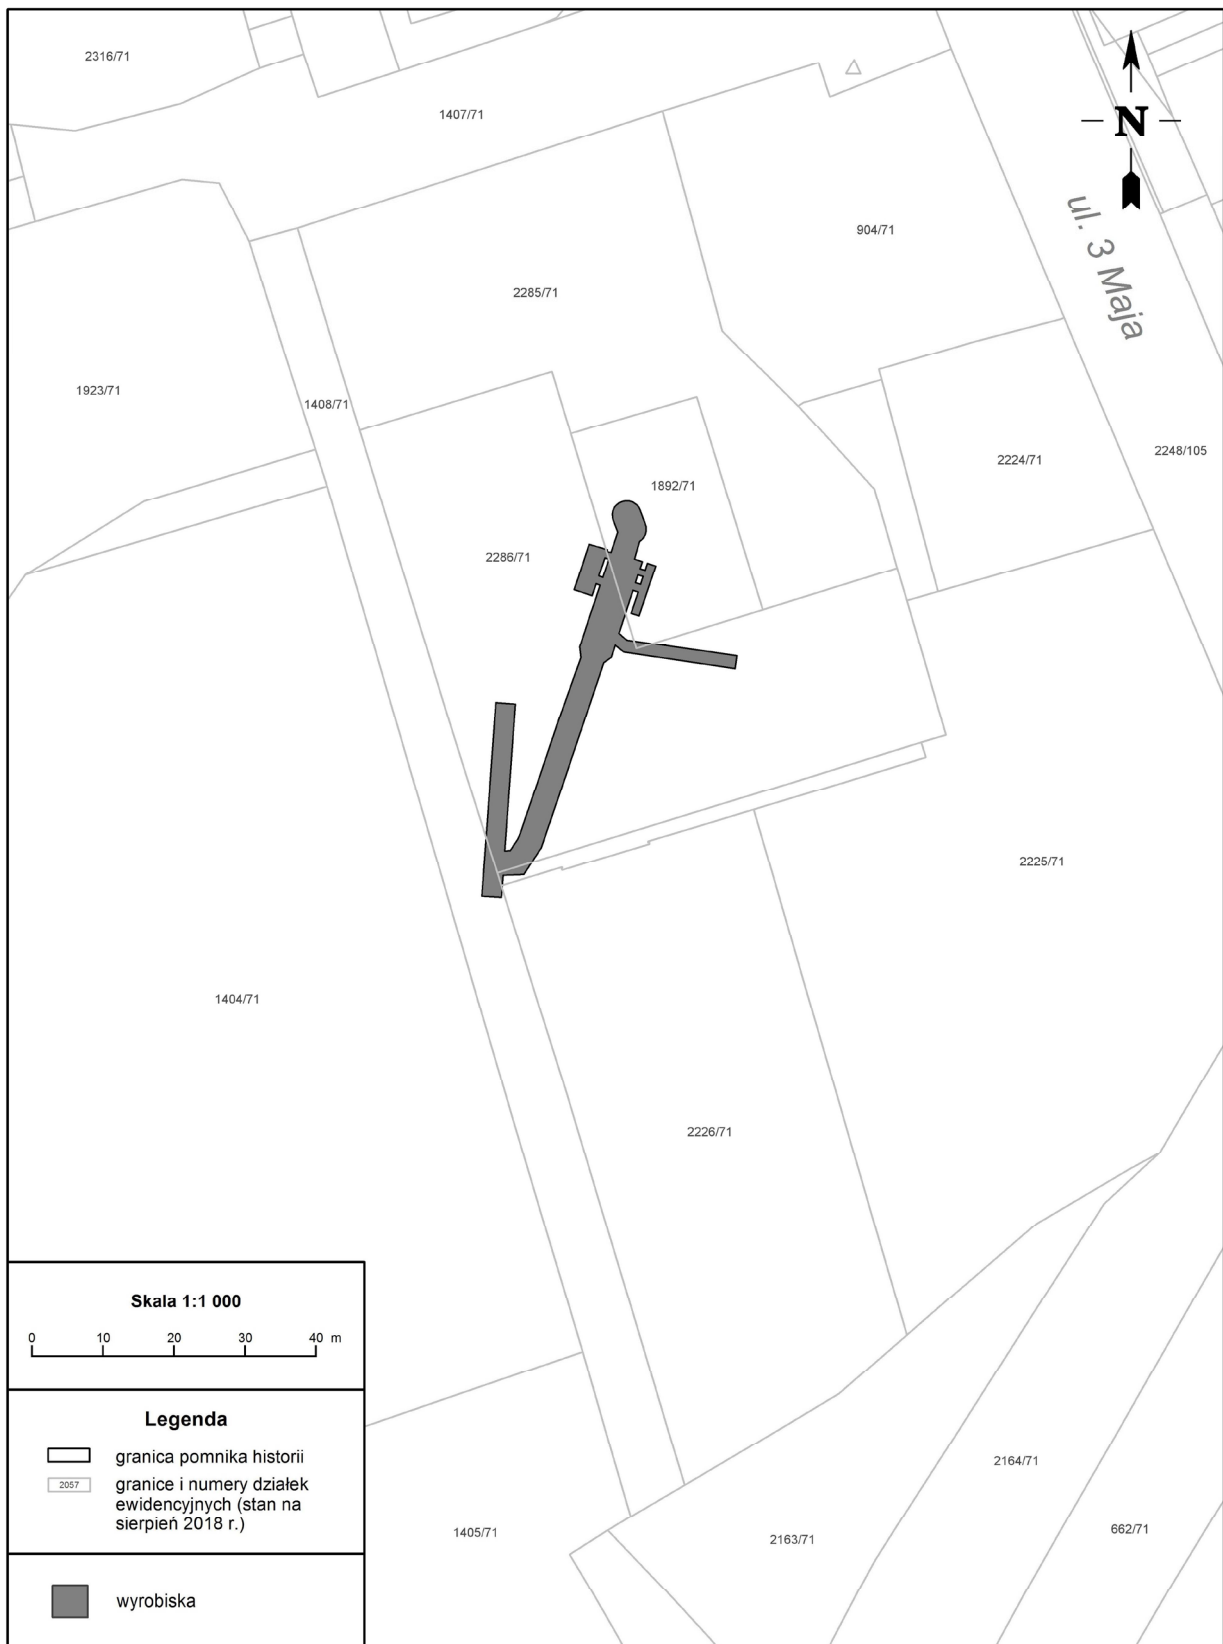 2316/71
1407/71
N
904/71
ul. 3 Maja
2285/71
1923/71
1408/71
2248/105
2224/71
1892/71
2286/71
2225/71
1404/71
2226/71
Skala 1:1 000
0 10 20 30 40 m
Legenda
granica pomnika historii
2057 granice i numery działek
ewidencyjnych (stan na
sierpień 2018 r.)
wyrobiska
2164/71
662/71
1405/71
2163/71